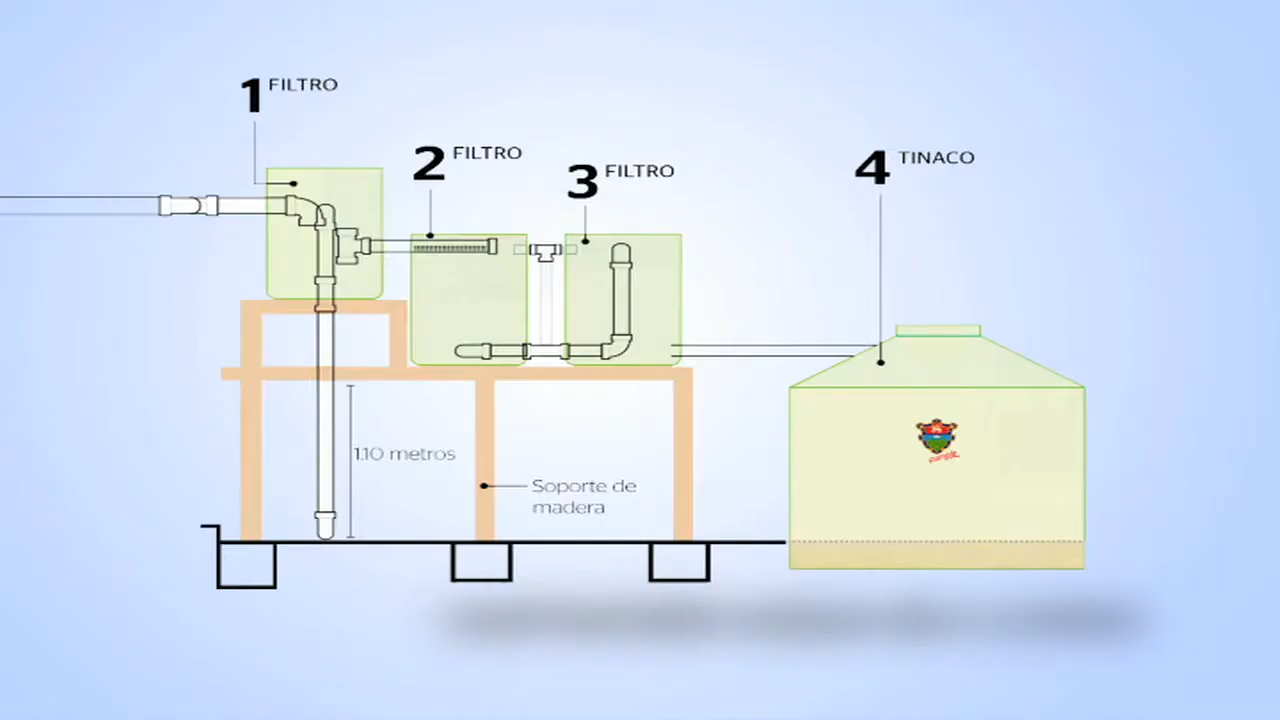 1 FILTRO
2 FILTRO
3 FILTRO
4 TINACO
1.10 metros
Soporte de
madera